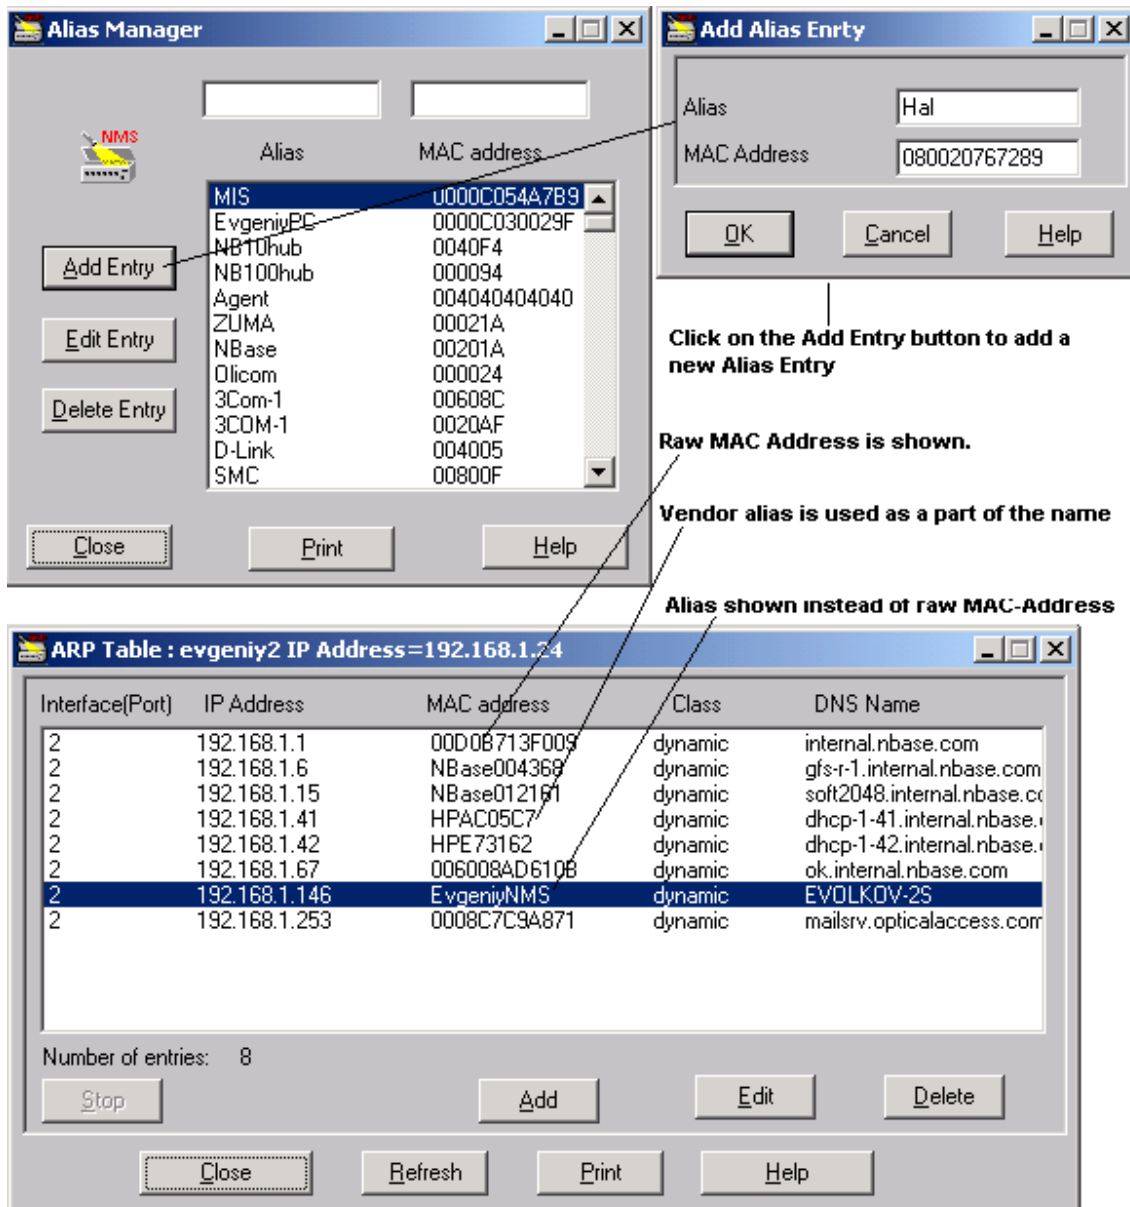 Alias Manager
NMS
Alias MAC address
MIS 0000C054A7B9
EvgeniyPC 0000C030029F
NB10hub 0040F4
NB100hub 000094
Agent 004040404040
ZUMA 00021A
NBase 00201A
Olicom 000024
3Com-1 00608C
3COM-1 0020AF
D-Link 004005
SMC 00800F
Add Entry
Edit Entry
Delete Entry
Close Print Help
Add Alias Enrty
Alias Hal
MAC Address 080020767289
OK Cancel Help
Click on the Add Entry button to add a
new Alias Entry
Raw MAC Address is shown.
Vendor alias is used as a part of the name
Alias shown instead of raw MAC-Address
ARP Table : evgeniy2 IP Address=192.168.1.24
Interface(Port) IP Address MAC address Class DNS Name
2 192.168.1.1 00D0B713F009 dynamic internal.nbase.com
2 192.168.1.6 NBase004368 dynamic gfs-r-1.internal.nbase.com
2 192.168.1.15 NBase012161 dynamic soft2048.internal.nbase.co
2 192.168.1.41 HPAC05C7 dynamic dhcp-1-41.internal.nbase.
2 192.168.1.42 HPE73162 dynamic dhcp-1-42.internal.nbase.
2 192.168.1.67 006008AD610B dynamic ok.internal.nbase.com
2 192.168.1.146 EvgeniyNMS dynamic EVOLKOV-2S
2 192.168.1.253 0008C7C9A871 dynamic mailsrv.opticalaccess.com
Number of entries: 8
Stop Add Edit Delete
Close Refresh Print Help